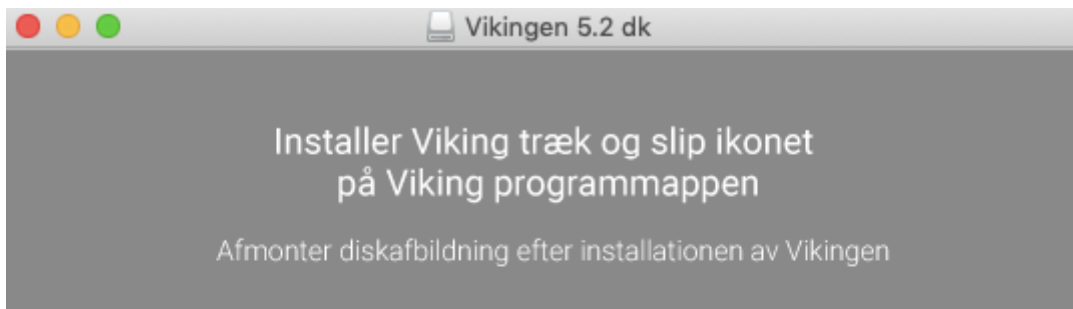 Vikingen 5.2 dk
Installer Viking træk og slip ikonet
på Viking programmappen
Afmonter diskafbildning efter installationen av Vikingen